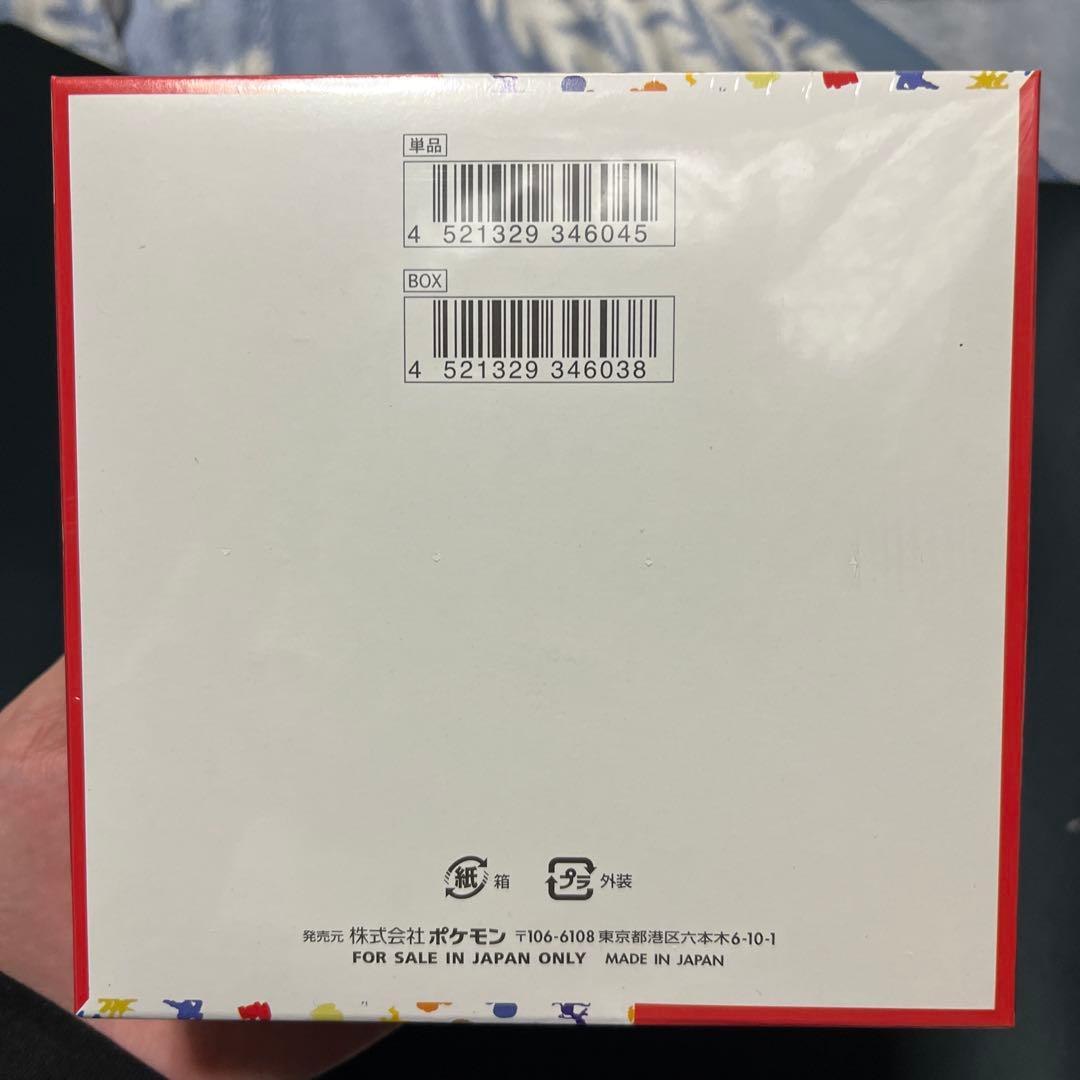 単品
4 521329 346045
BOX
4 521329 346038
紙 箱 プラ 外装
発売元 株式会社ポケモン 〒106-6108 東京都港区六本木6-10-1
FOR SALE IN JAPAN ONLY MADE IN JAPAN